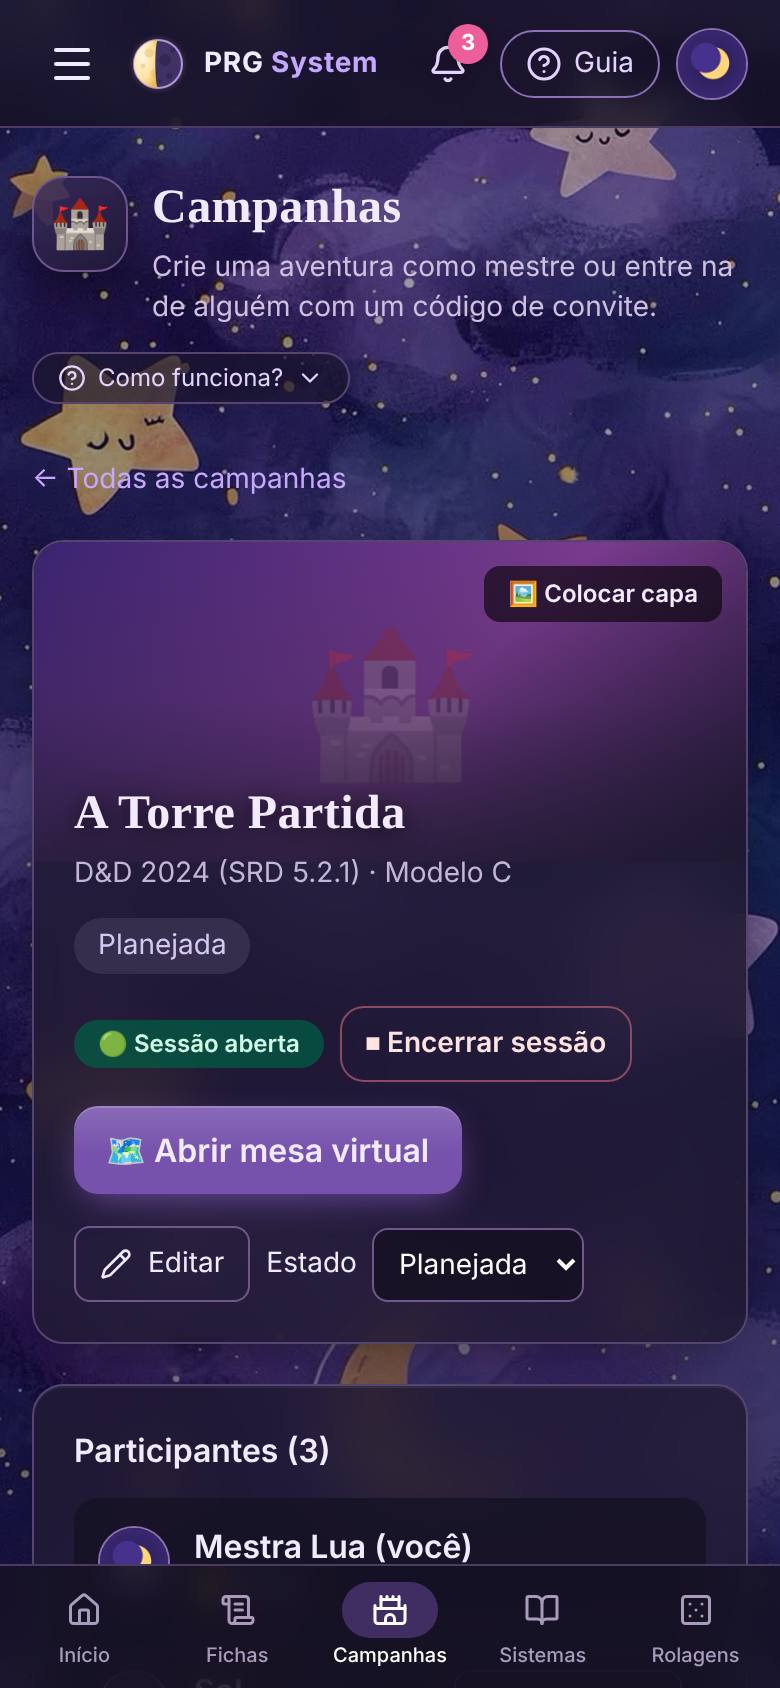 PRG System
3
Guia
Campanhas
Crie uma aventura como mestre ou entre na
de alguém com um código de convite.
Como funciona?
← Todas as campanhas
Colocar capa
A Torre Partida
D&D 2024 (SRD 5.2.1) · Modelo C
Planejada
Sessão aberta
Encerrar sessão
Abrir mesa virtual
Editar
Estado
Planejada
Participantes (3)
Mestra Lua (você)
Início
Fichas
Campanhas
Sistemas
Rolagens